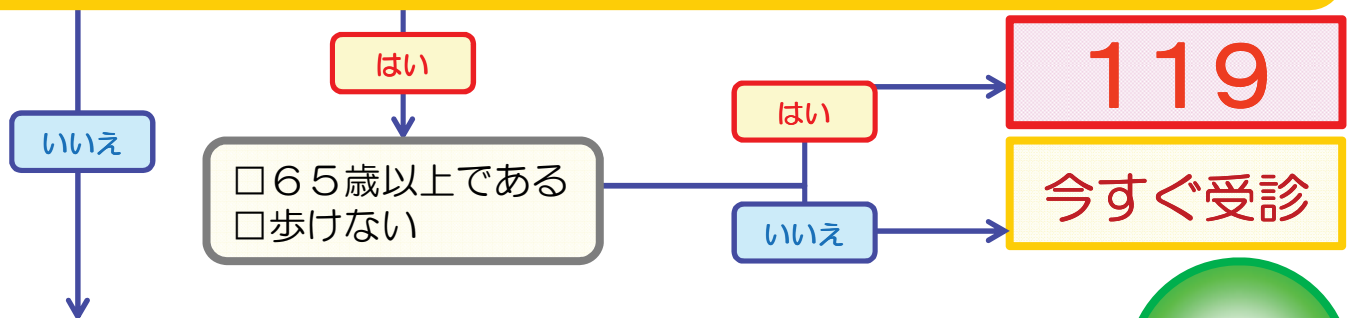 はい
119
はい
いいえ
□65歳以上である
□歩けない
今すぐ受診
いいえ